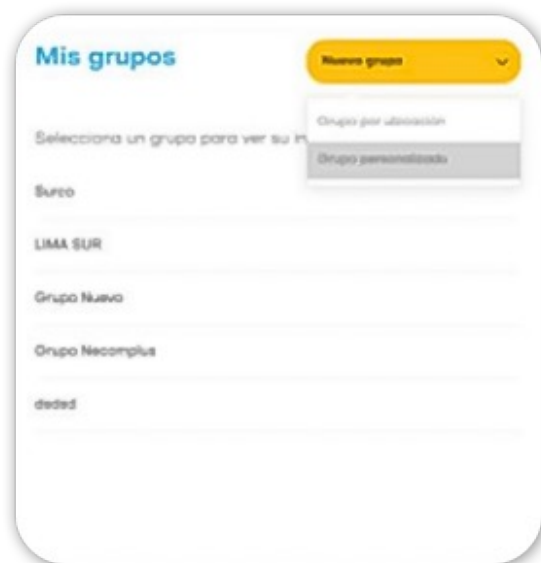 Mis grupos
Nuevo grupo
Grupo por ubicación
Selecciona un grupo para ver su in
Grupo personalizado
Surco
LIMA SUR
Grupo Nuevo
Grupo Necomplus
deded